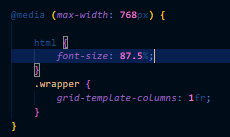 @media (max-width: 768px) {
html {
font-size: 87.5%;
}
.wrapper {
grid-template-columns: 1fr;
}
}